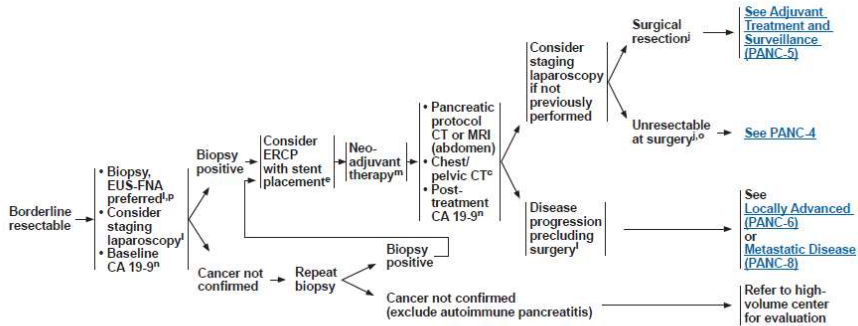 Borderline
resectable
• Biopsy,
EUS-FNA
preferredl,p
• Consider
staging
laparoscopyl
• Baseline
CA 19-9n
Biopsy
positive
Cancer not
confirmed
Consider
ERCP
with stent
placemente
Neo-
adjuvant
therapym
Repeat
biopsy
Biopsy
positive
Cancer not confirmed
(exclude autoimmune pancreatitis)
• Pancreatic
protocol
CT or MRI
(abdomen)
• Chest/
pelvic CTc
• Post-
treatment
CA 19-9n
Consider
staging
laparoscopy
if not
previously
performed
Disease
progression
precluding
surgeryl
Surgical
resectionj
Unresectable
at surgeryj,o
See Adjuvant
Treatment and
Surveillance
(PANC-5)
See PANC-4
See
Locally Advanced
(PANC-6)
or
Metastatic Disease
(PANC-8)
Refer to high-
volume center
for evaluation